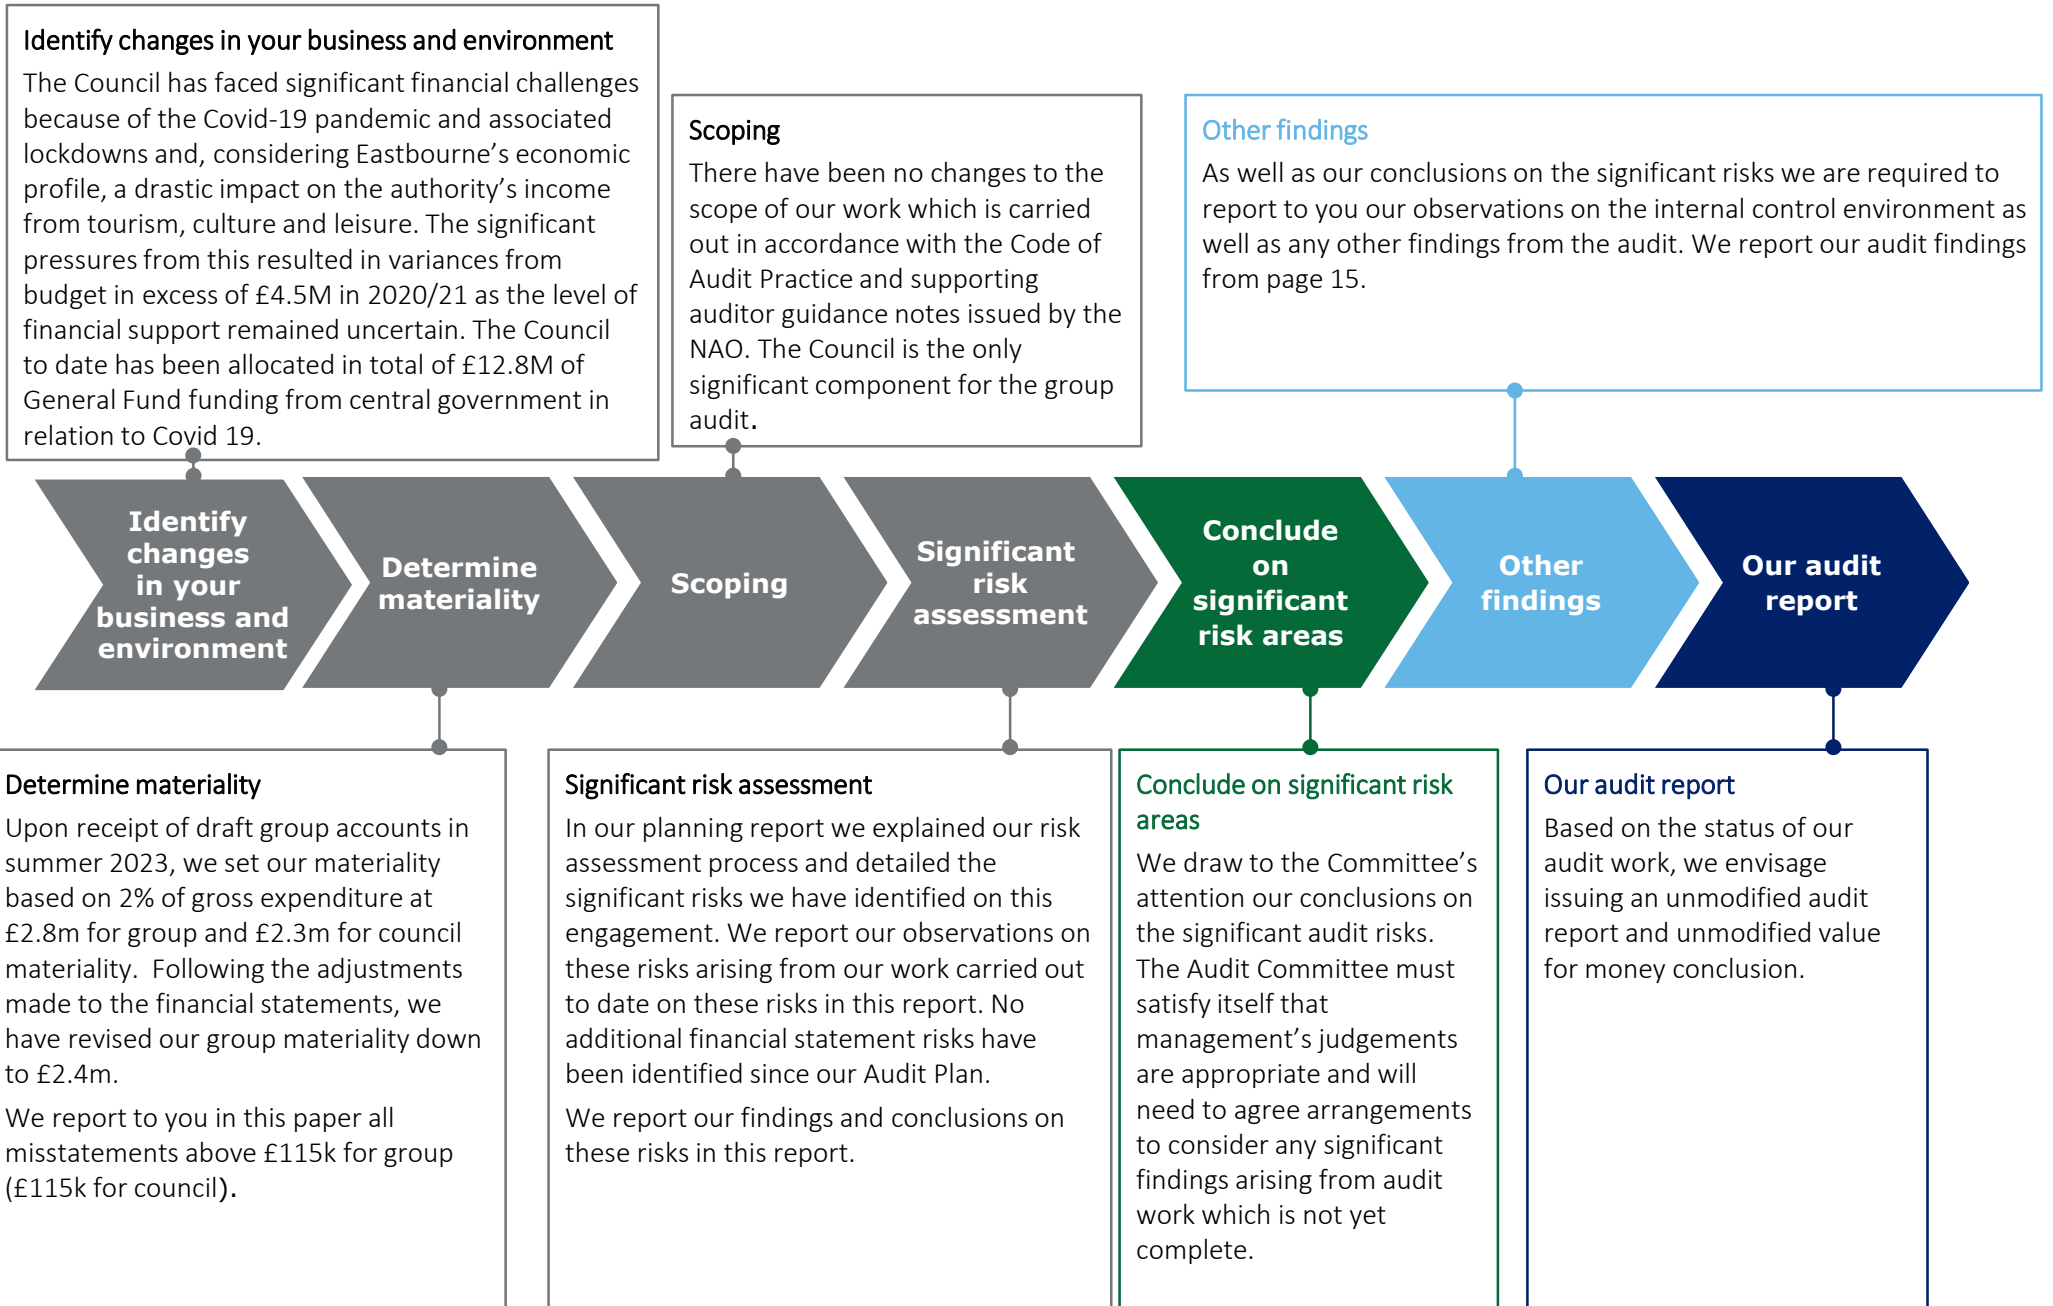 Identify changes in your business and environment
The Council has faced significant financial challenges
because of the Covid-19 pandemic and associated
lockdowns and, considering Eastbourne’s economic
profile, a drastic impact on the authority’s income
from tourism, culture and leisure. The significant
pressures from this resulted in variances from
budget in excess of £4.5M in 2020/21 as the level of
financial support remained uncertain. The Council
to date has been allocated in total of £12.8M of
General Fund funding from central government in
relation to Covid 19.
Scoping
There have been no changes to the
scope of our work which is carried
out in accordance with the Code of
Audit Practice and supporting
auditor guidance notes issued by the
NAO. The Council is the only
significant component for the group
audit.
Other findings
As well as our conclusions on the significant risks we are required to
report to you our observations on the internal control environment as
well as any other findings from the audit. We report our audit findings
from page 15.
Identify
changes
in your
business and
environment
Determine
materiality
Scoping
Significant
risk
assessment
Conclude
on
significant
risk areas
Other
findings
Our audit
report
Determine materiality
Upon receipt of draft group accounts in
summer 2023, we set our materiality
based on 2% of gross expenditure at
£2.8m for group and £2.3m for council
materiality.  Following the adjustments
made to the financial statements, we
have revised our group materiality down
to £2.4m.
We report to you in this paper all
misstatements above £115k for group
(£115k for council).
Significant risk assessment
In our planning report we explained our risk
assessment process and detailed the
significant risks we have identified on this
engagement. We report our observations on
these risks arising from our work carried out
to date on these risks in this report. No
additional financial statement risks have
been identified since our Audit Plan.
We report our findings and conclusions on
these risks in this report.
Conclude on significant risk
areas
We draw to the Committee’s
attention our conclusions on
the significant audit risks.
The Audit Committee must
satisfy itself that
management’s judgements
are appropriate and will
need to agree arrangements
to consider any significant
findings arising from audit
work which is not yet
complete.
Our audit report
Based on the status of our
audit work, we envisage
issuing an unmodified audit
report and unmodified value
for money conclusion.